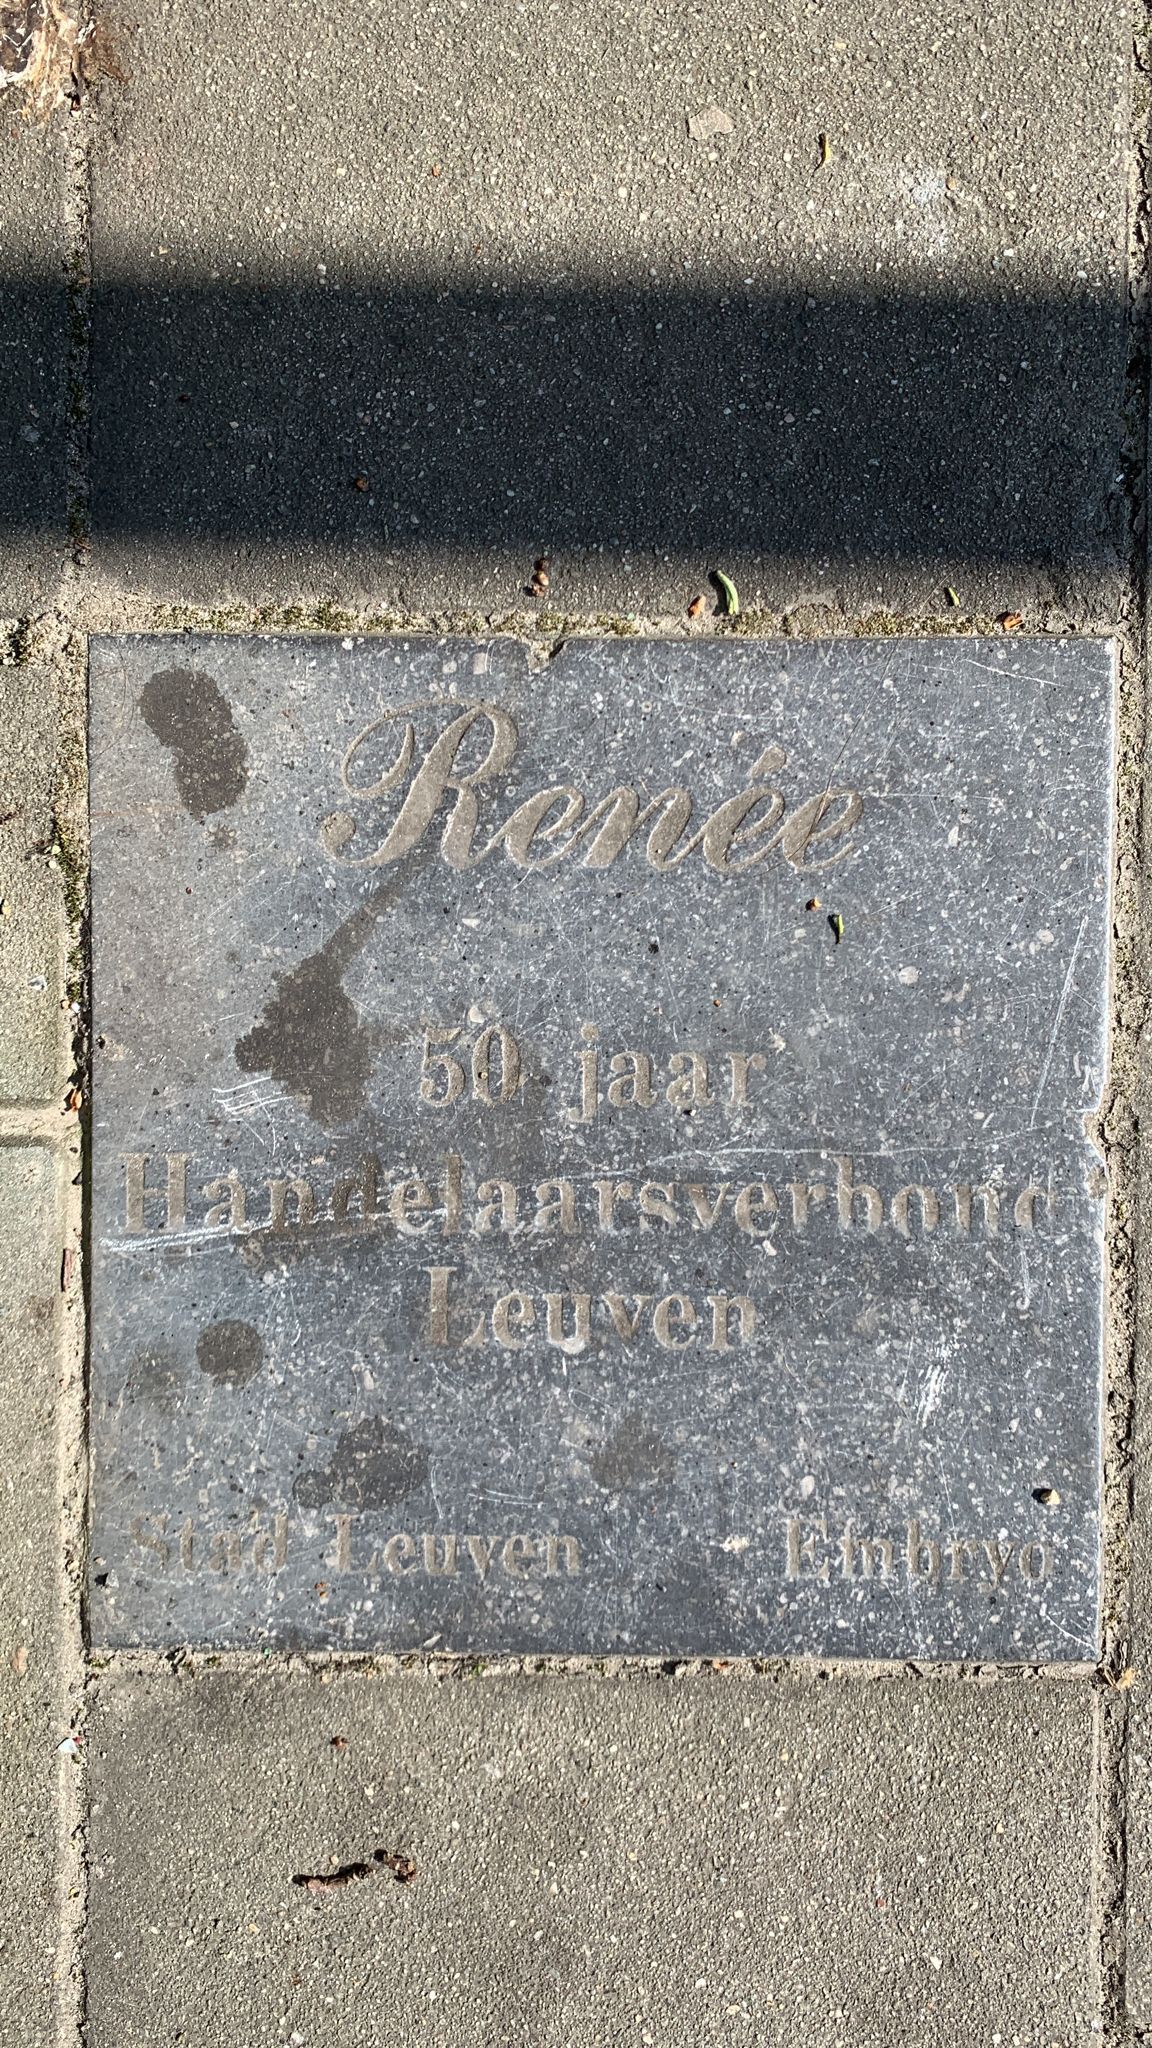 Renée
50 jaar
Handelaarsverbond
Leuven
Stad Leuven Embryo